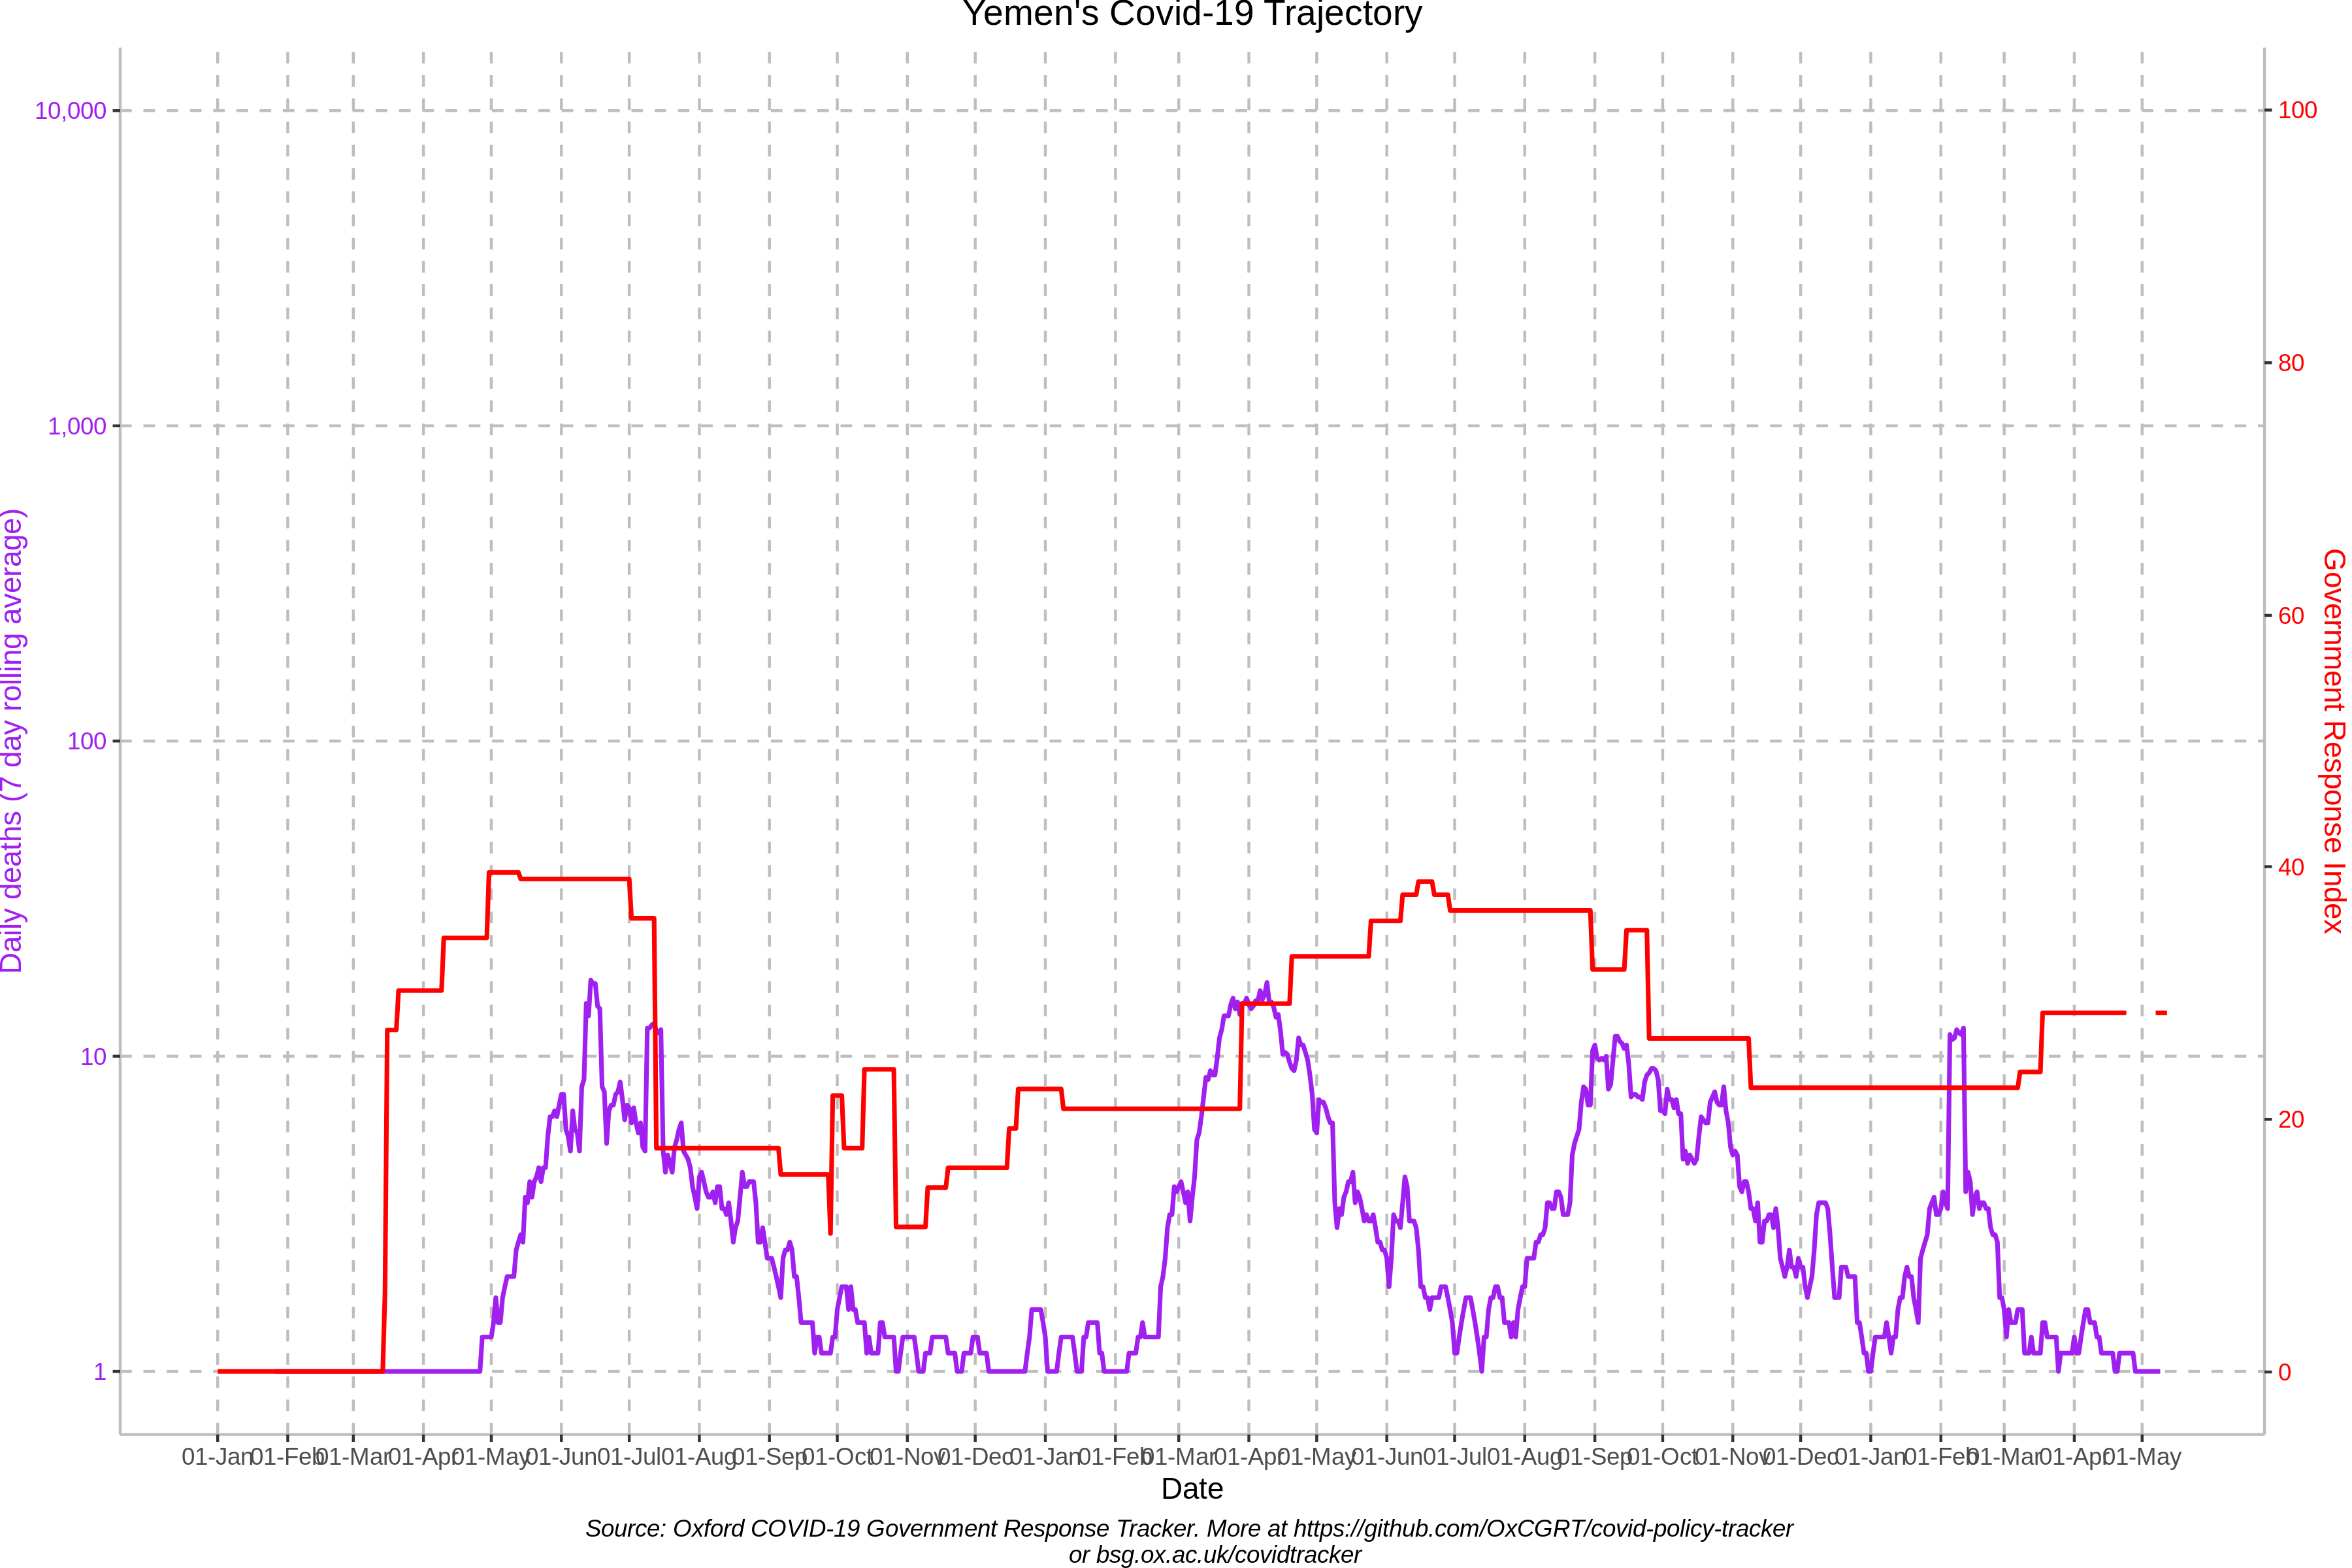 Yemen's Covid-19 Trajectory
10,000
1,000
100
10
1
Daily deaths (7 day rolling average)
100
80
60
40
20
0
Government Response Index
01-Jan 01-Feb 01-Mar 01-Apr 01-May 01-Jun 01-Jul 01-Aug 01-Sep 01-Oct 01-Nov 01-Dec 01-Jan 01-Feb 01-Mar 01-Apr 01-May 01-Jun 01-Jul 01-Aug 01-Sep 01-Oct 01-Nov 01-Dec 01-Jan 01-Feb 01-Mar 01-Apr 01-May
Date
Source: Oxford COVID-19 Government Response Tracker. More at https://github.com/OxCGRT/covid-policy-tracker
or bsg.ox.ac.uk/covidtracker